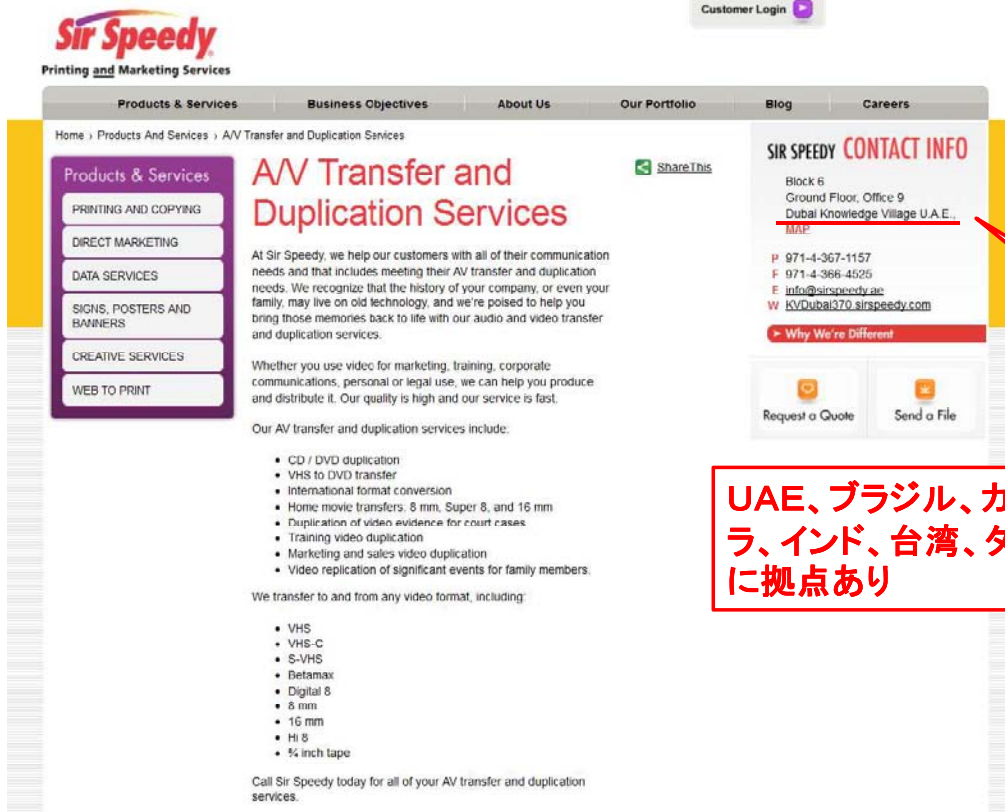 Customer Login
Sir Speedy
Printing and Marketing Services
Products & Services
Business Objectives
About Us
Our Portfolio
Blog
Careers
Home › Products And Services › A/V Transfer and Duplication Services
Products & Services
PRINTING AND COPYING
DIRECT MARKETING
DATA SERVICES
SIGNS, POSTERS AND
BANNERS
CREATIVE SERVICES
WEB TO PRINT
A/V Transfer and
Duplication Services
ShareThis
At Sir Speedy, we help our customers with all of their communication
needs and that includes meeting their AV transfer and duplication
needs. We recognize that the history of your company, or even your
family, may live on old technology, and we're poised to help you
bring those memories back to life with our audio and video transfer
and duplication services.
Whether you use video for marketing, training, corporate
communications, personal or legal use, we can help you produce
and distribute it. Our quality is high and our service is fast.
Our AV transfer and duplication services include:
• CD / DVD duplication
• VHS to DVD transfer
• International format conversion
• Home movie transfers: 8 mm, Super 8, and 16 mm
• Duplication of video evidence for court cases
• Training video duplication
• Marketing and sales video duplication
• Video replication of significant events for family members.
We transfer to and from any video format, including:
• VHS
• VHS-C
• S-VHS
• Betamax
• Digital 8
• 8 mm
• 16 mm
• Hi 8
• ¾ inch tape
Call Sir Speedy today for all of your AV transfer and duplication
services.
SIR SPEEDY CONTACT INFO
Block 6
Ground Floor, Office 9
Dubai Knowledge Village U.A.E.,
MAP
P 971-4-367-1157
F 971-4-366-4525
E info@sirspeedy.ae
W KVDubai370.sirspeedy.com
Why We're Different
Request a Quote
Send a File
UAE、ブラジル、カ
ラ、インド、台湾、
に拠点あり